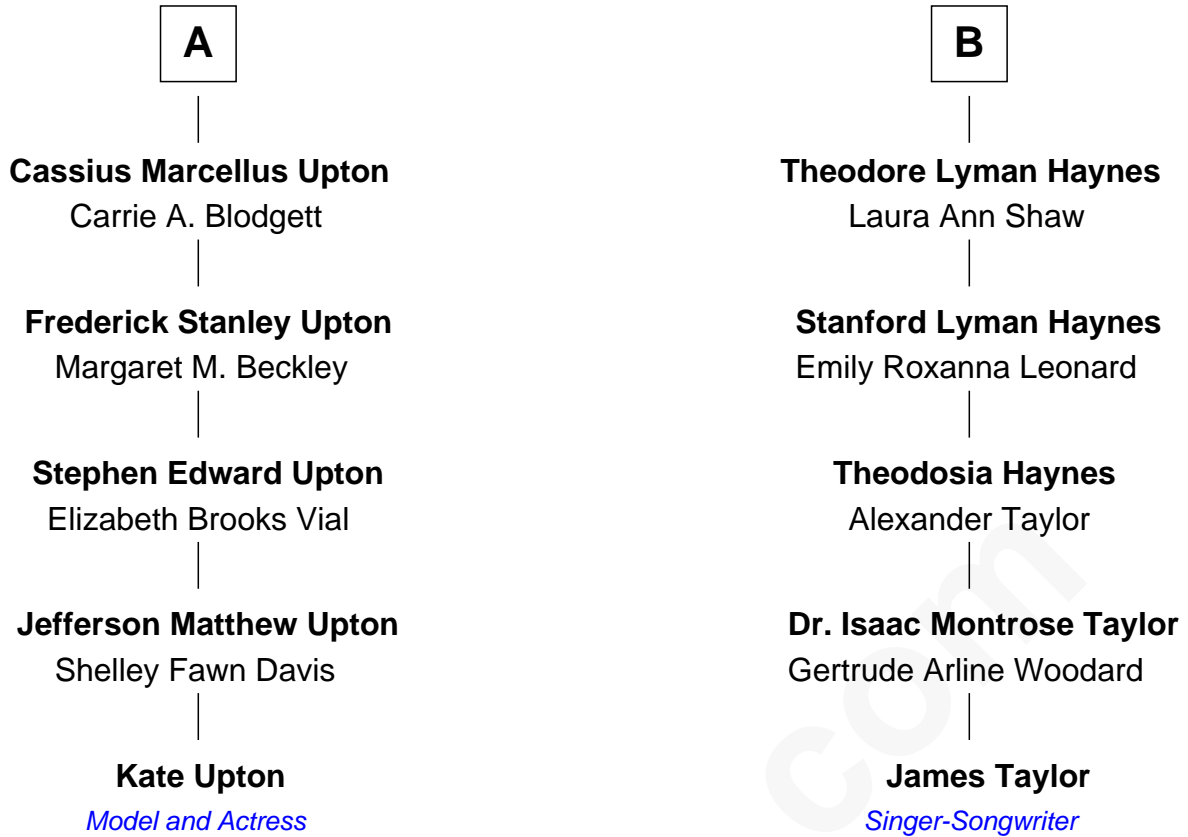 A
Cassius Marcellus Upton
Carrie A. Blodgett
Frederick Stanley Upton
Margaret M. Beckley
Stephen Edward Upton
Elizabeth Brooks Vial
Jefferson Matthew Upton
Shelley Fawn Davis
Kate Upton
Model and Actress
B
Theodore Lyman Haynes
Laura Ann Shaw
Stanford Lyman Haynes
Emily Roxanna Leonard
Theodosia Haynes
Alexander Taylor
Dr. Isaac Montrose Taylor
Gertrude Arline Woodard
James Taylor
Singer-Songwriter
com